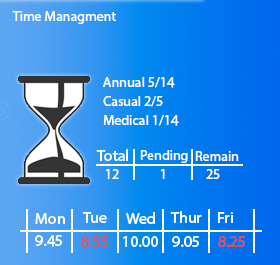 Time Managment
Annual 5/14
Casual 2/5
Medical 1/14
Total Pending Remain
12 1 25
Mon Tue Wed Thur Fri
9.45 8.55 10.00 9.05 8.25